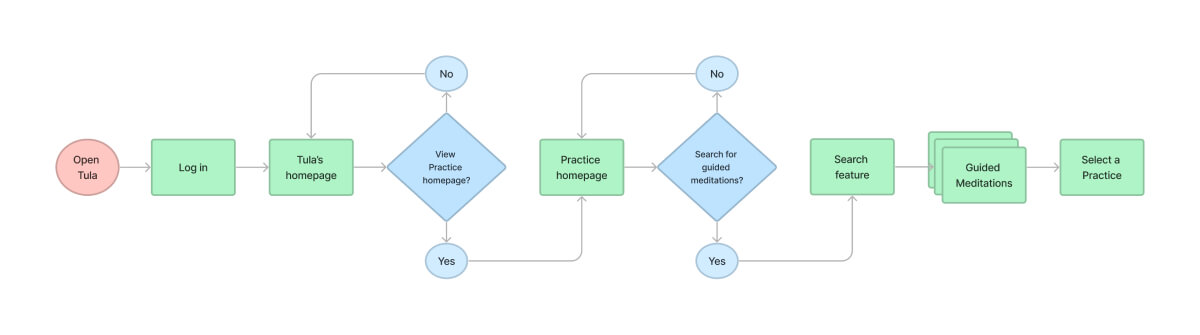 Open
Tula
Log in
Tula's
homepage
No
View
Practice
homepage?
Yes
Practice
homepage
No
Search for
guided
meditations?
Yes
Search
feature
Guided
Meditations
Select a
Practice